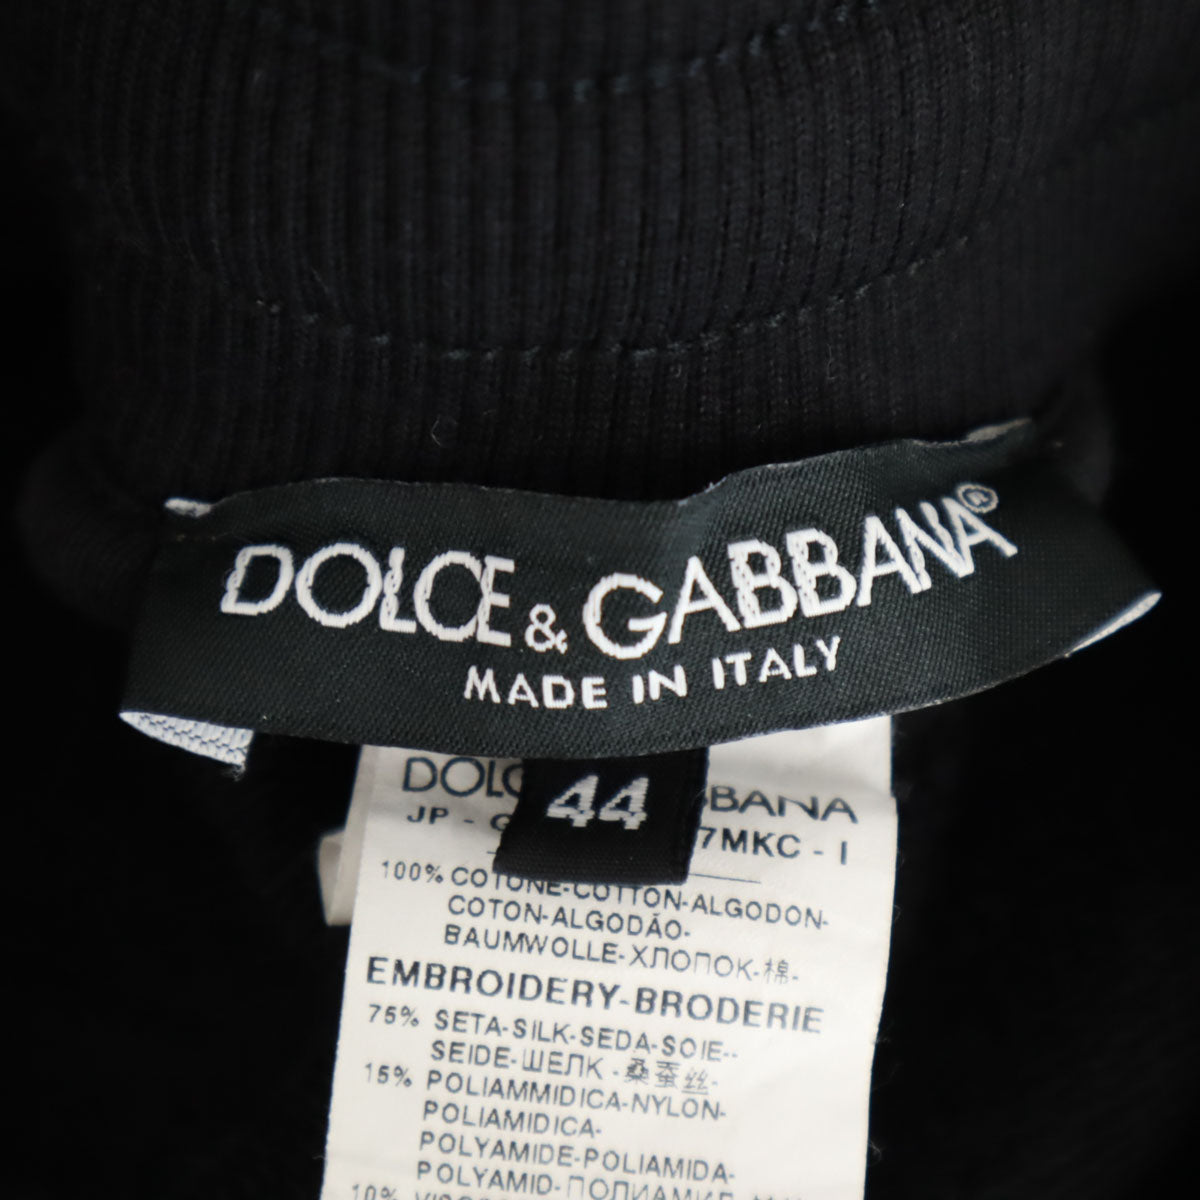 DOLCE & GABBANA®
MADE IN ITALY
44
JP - 7MKC - I
100% COTONE-COTTON-ALGODON-
COTON-ALGODÃO-
BAUMWOLLE-ХЛОПОК-棉-
EMBROIDERY-BRODERIE
75% SETA-SILK-SEDA-SOIE--
SEIDE-ШЕЛК -桑蚕丝-
15% POLIAMMIDICA-NYLON-
POLIAMIDICA-
POLYAMIDE-POLIAMIDA-
POLYAMID-ПОЛИАМИД
10%